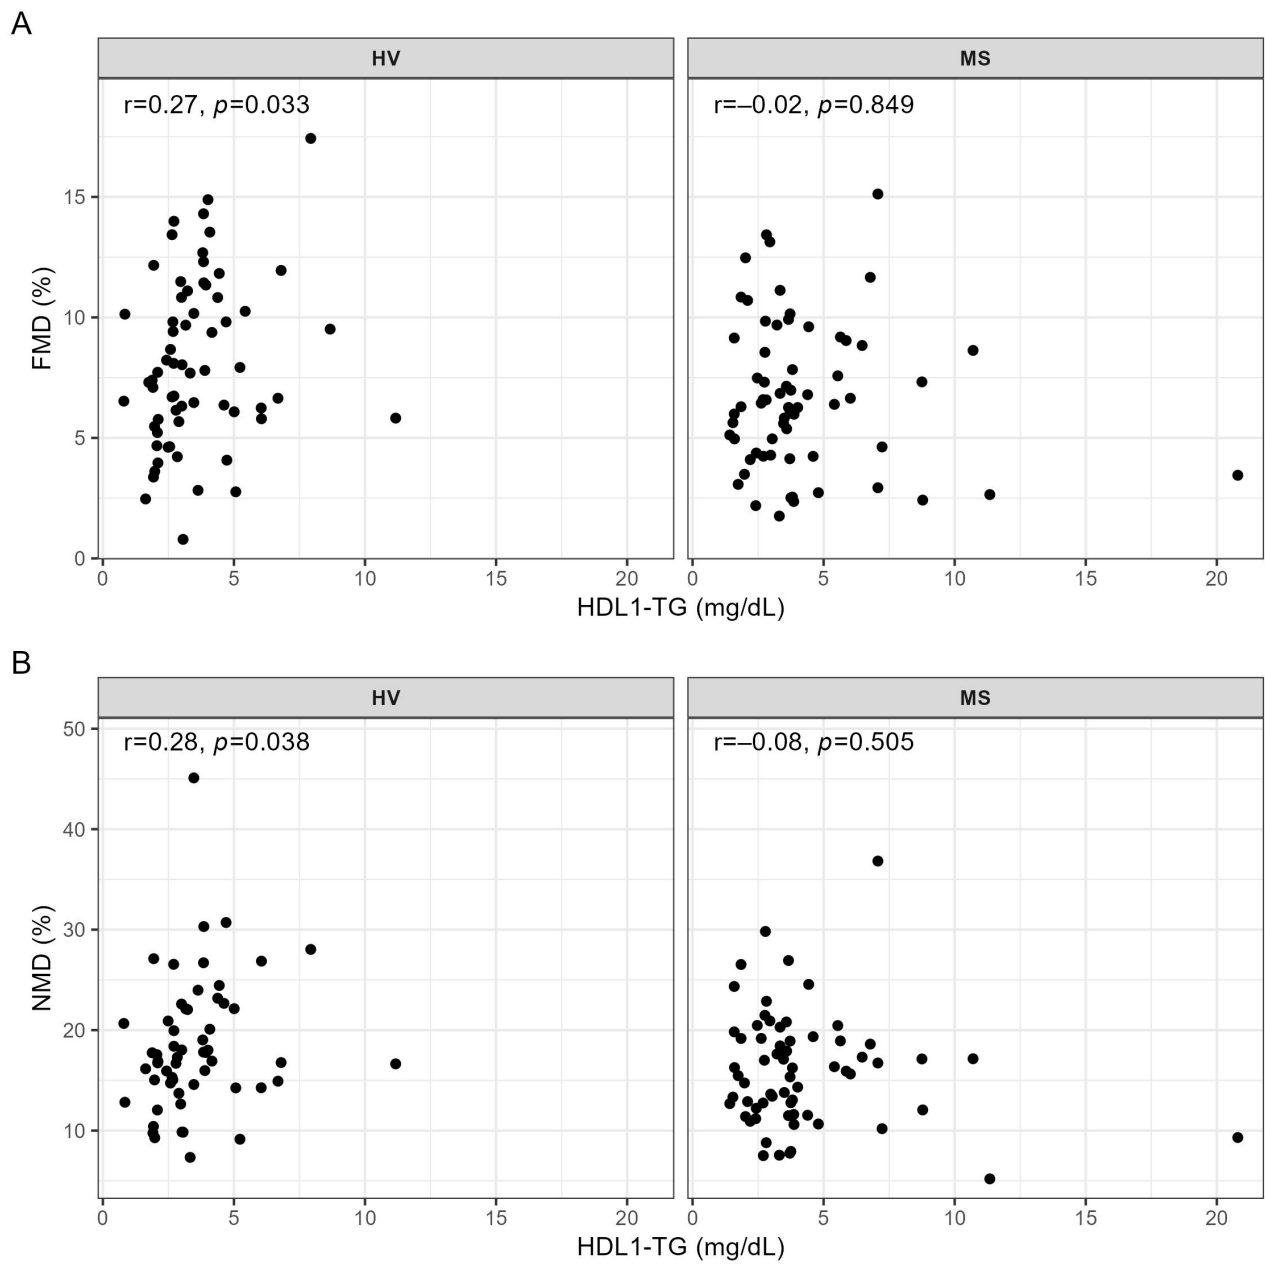 A
HV
MS
r=0.27, p=0.033
r=–0.02, p=0.849
15
10
5
0
FMD (%)
0 5 10 15 20
0 5 10 15 20
HDL1-TG (mg/dL)
B
HV
MS
r=0.28, p=0.038
r=–0.08, p=0.505
50
40
30
20
10
NMD (%)
0 5 10 15 20
0 5 10 15 20
HDL1-TG (mg/dL)